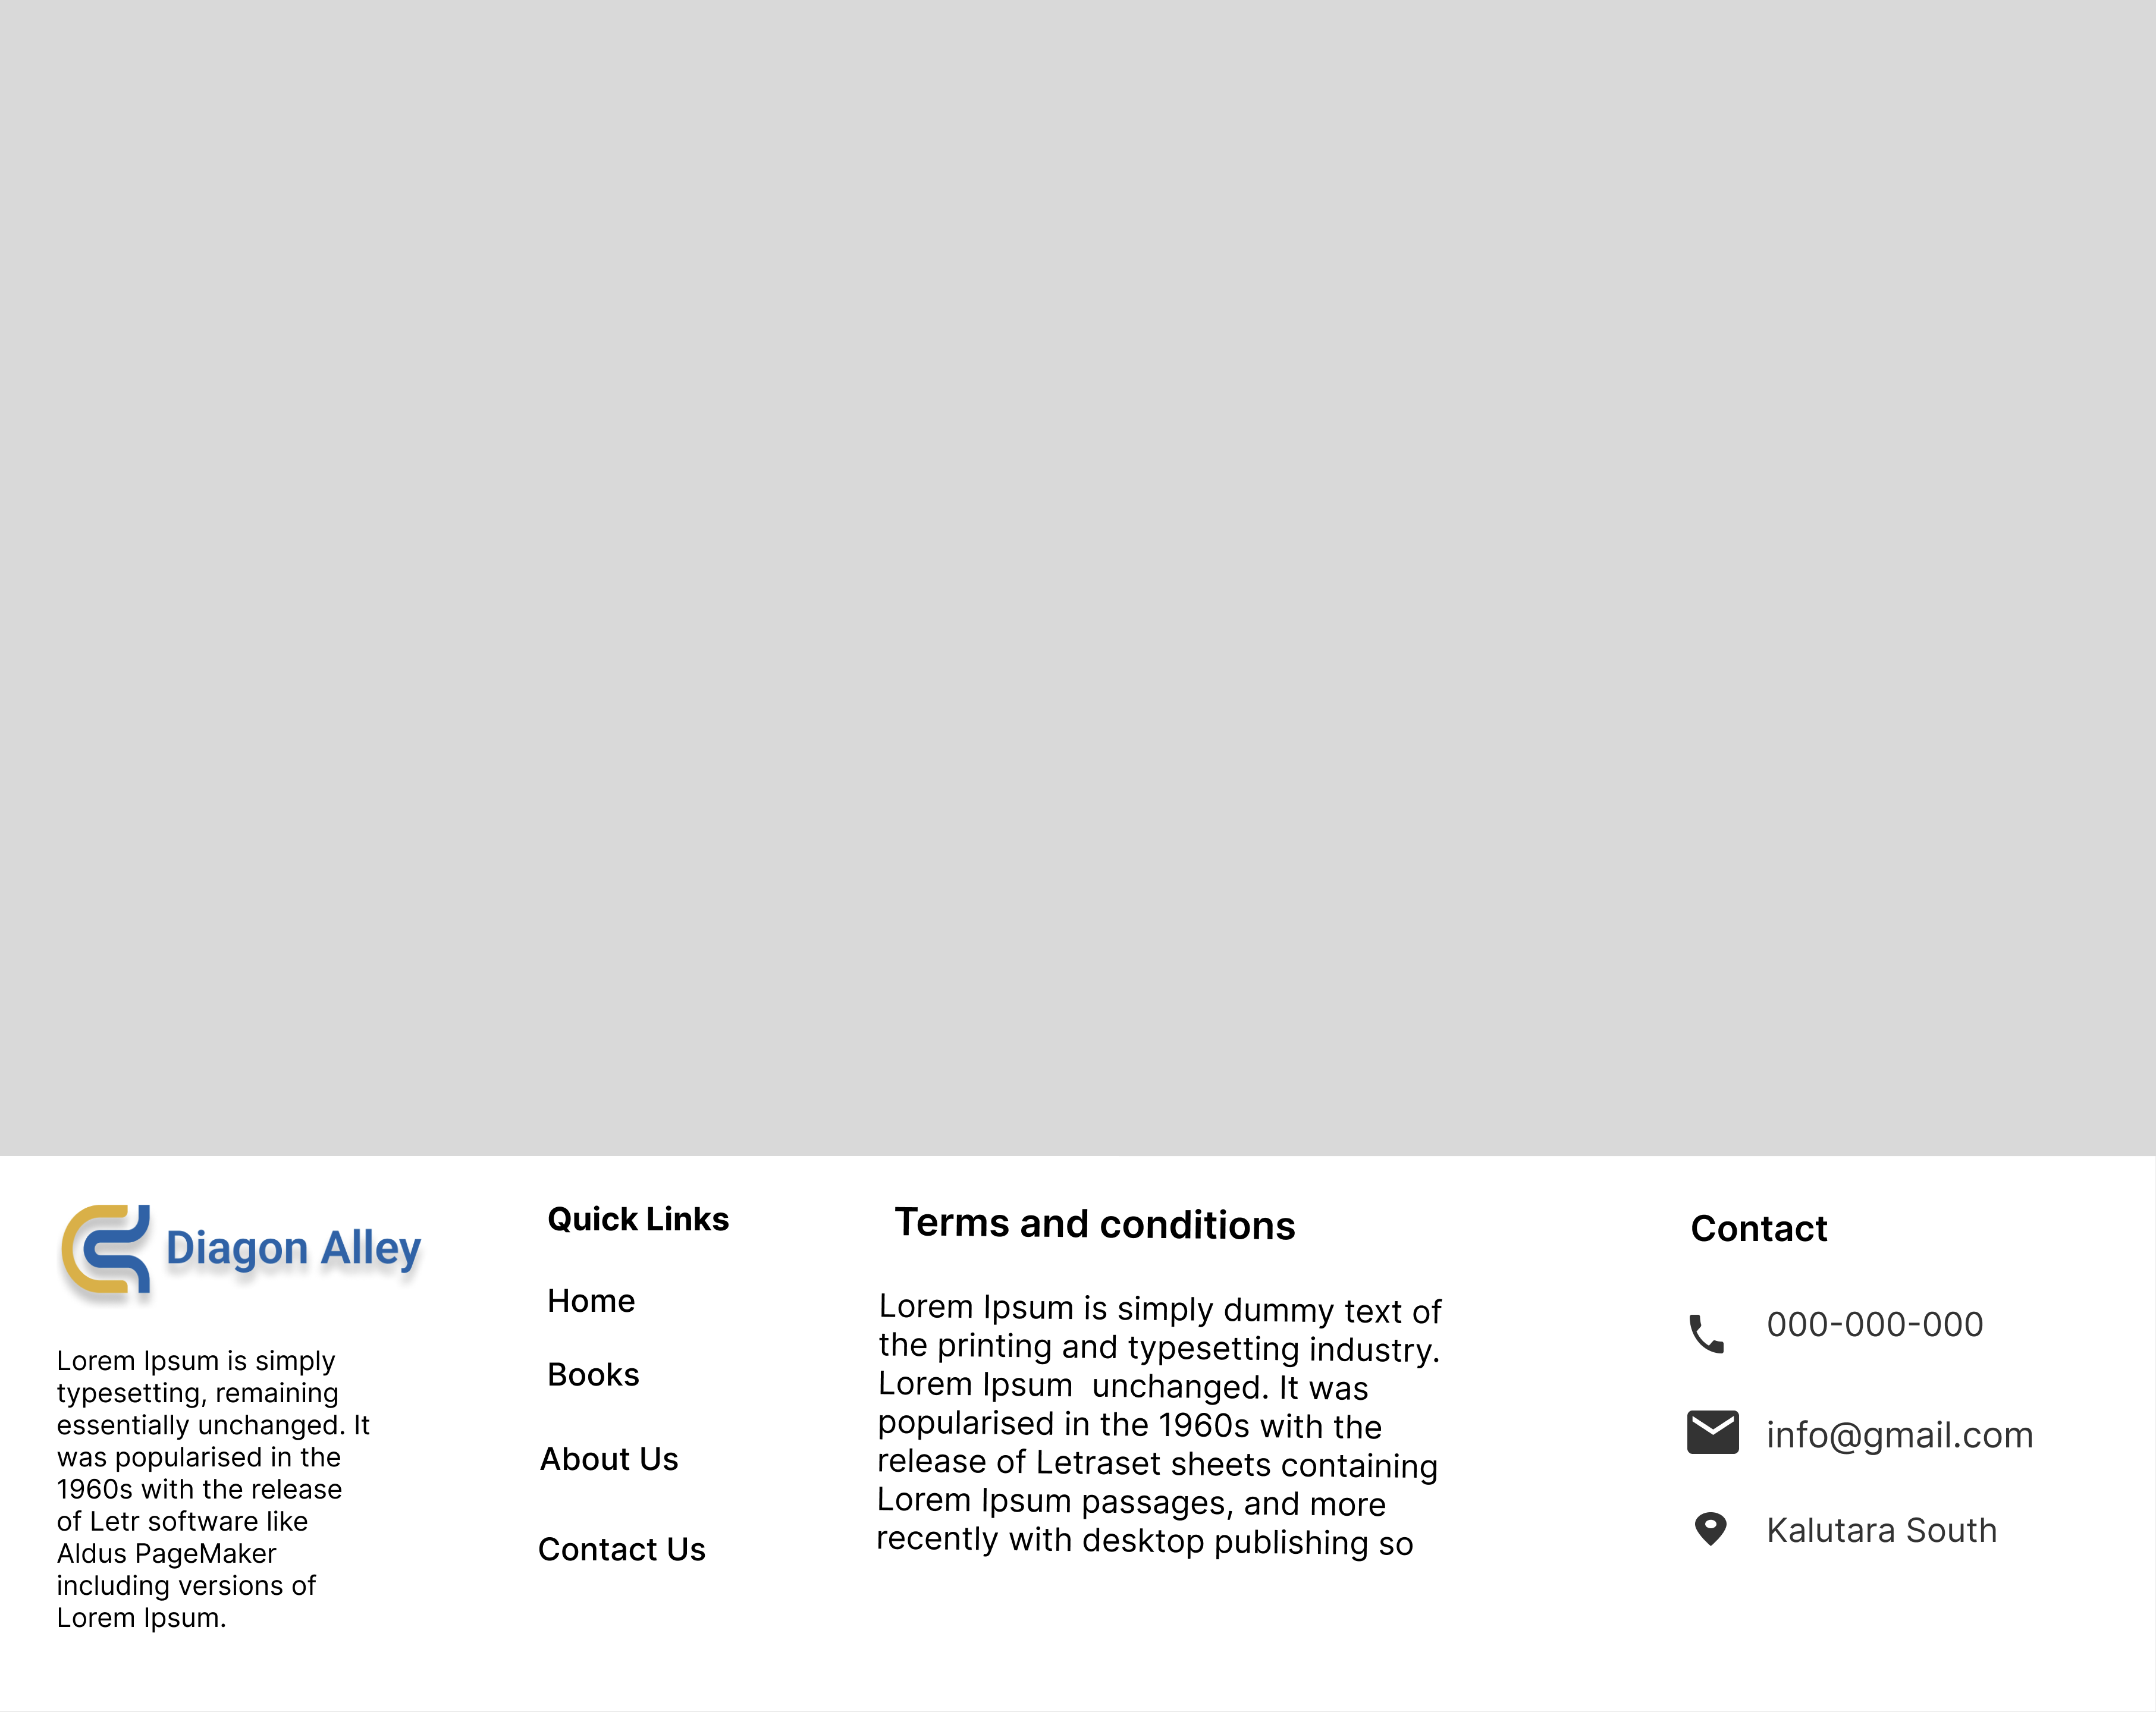 Diagon Alley
Lorem Ipsum is simply
typesetting, remaining
essentially unchanged. It
was popularised in the
1960s with the release
of Letr software like
Aldus PageMaker
including versions of
Lorem Ipsum.
Quick Links
Home
Books
About Us
Contact Us
Terms and conditions
Lorem Ipsum is simply dummy text of
the printing and typesetting industry.
Lorem Ipsum  unchanged. It was
popularised in the 1960s with the
release of Letraset sheets containing
Lorem Ipsum passages, and more
recently with desktop publishing so
Contact
000-000-000
info@gmail.com
Kalutara South